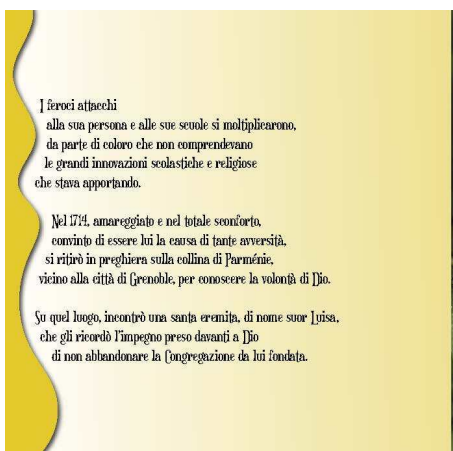 I feroci attacchi
alla sua persona e alle sue scuole si moltiplicarono,
da parte di coloro che non comprendevano
le grandi innovazioni scolastiche e religiose
che stava apportando.
Nel 1714, amareggiato e nel totale sconforto,
convinto di essere lui la causa di tante avversità,
si ritirò in preghiera sulla collina di Parménie,
vicino alla città di Grenoble, per conoscere la volontà di Dio.
Su quel luogo, incontrò una santa eremita, di nome suor Luisa,
che gli ricordò l'impegno preso davanti a Dio
di non abbandonare la Congregazione da lui fondata.